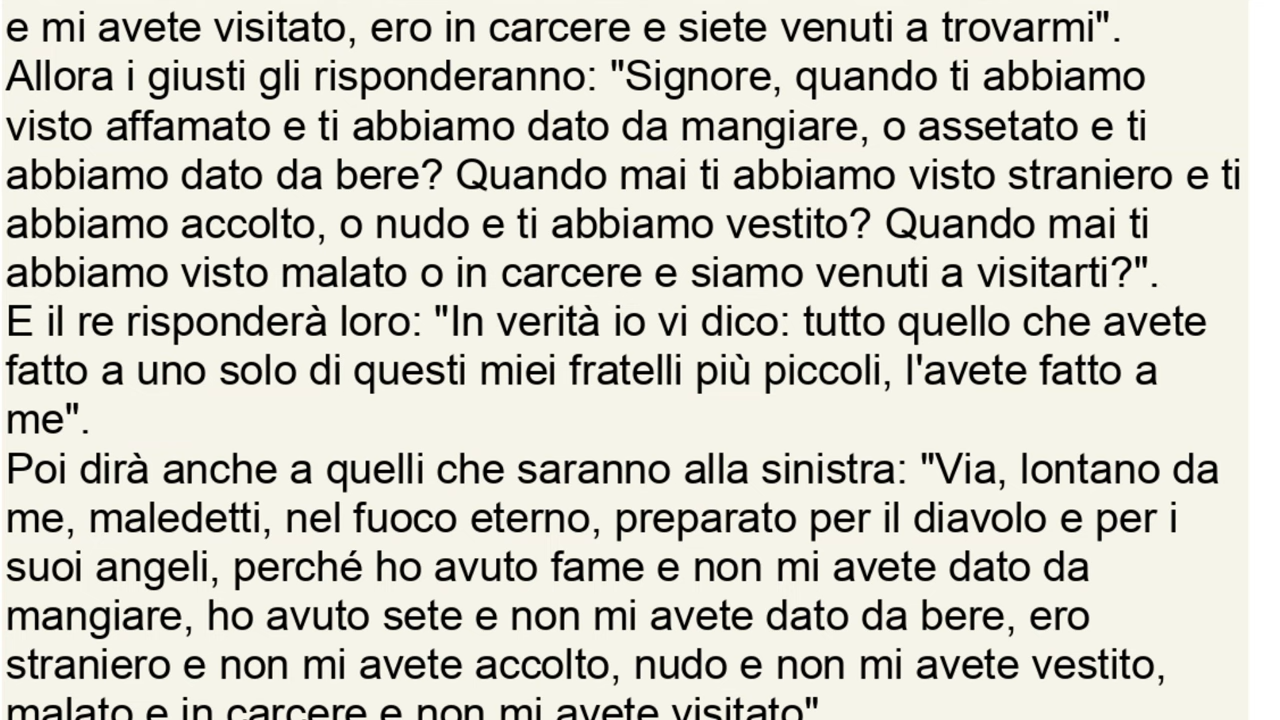 e mi avete visitato, ero in carcere e siete venuti a trovarmi".
Allora i giusti gli risponderanno: "Signore, quando ti abbiamo
visto affamato e ti abbiamo dato da mangiare, o assetato e ti
abbiamo dato da bere? Quando mai ti abbiamo visto straniero e ti
abbiamo accolto, o nudo e ti abbiamo vestito? Quando mai ti
abbiamo visto malato o in carcere e siamo venuti a visitarti?".
E il re risponderà loro: "In verità io vi dico: tutto quello che avete
fatto a uno solo di questi miei fratelli più piccoli, l'avete fatto a
me".
Poi dirà anche a quelli che saranno alla sinistra: "Via, lontano da
me, maledetti, nel fuoco eterno, preparato per il diavolo e per i
suoi angeli, perché ho avuto fame e non mi avete dato da
mangiare, ho avuto sete e non mi avete dato da bere, ero
straniero e non mi avete accolto, nudo e non mi avete vestito,
malato e in carcere e non mi avete visitato"